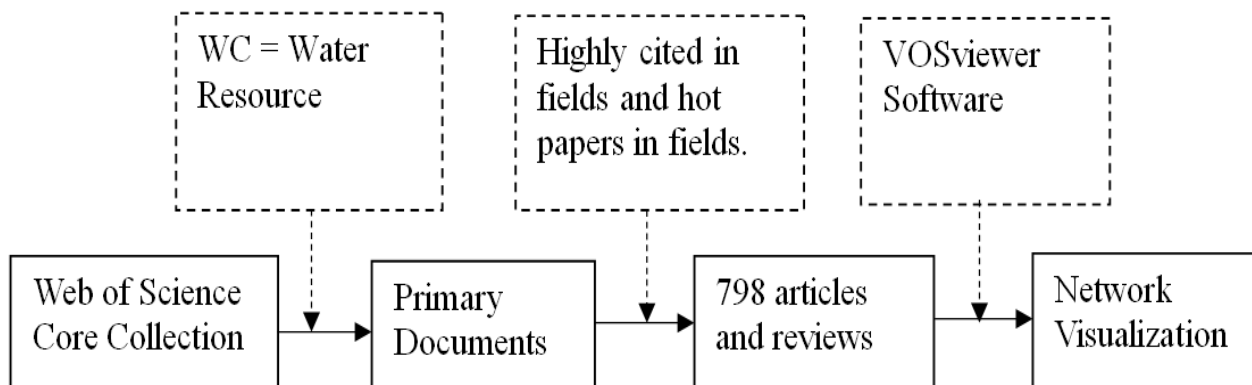 WC = Water
Resource
Highly cited in
fields and hot
papers in fields.
VOSviewer
Software
Web of Science
Core Collection
Primary
Documents
798 articles
and reviews
Network
Visualization